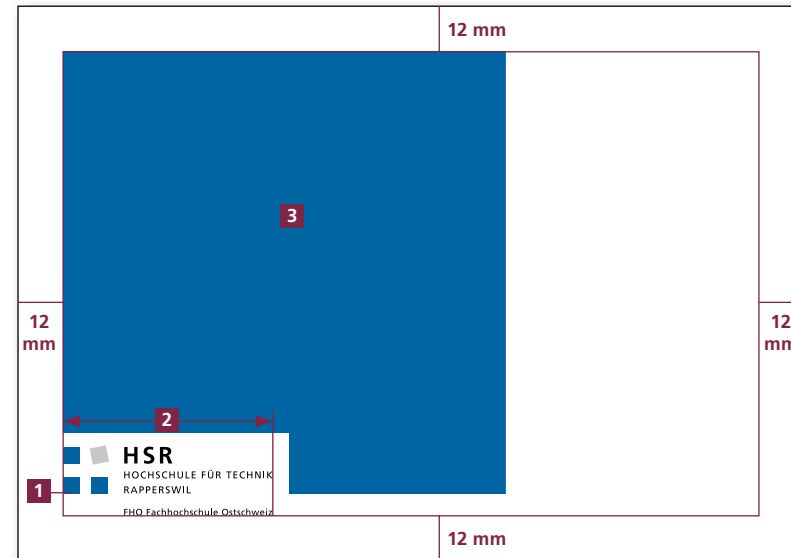 12 mm
3
12
mm
12
mm
2
HSR
HOCHSCHULE FÜR TECHNIK
RAPPERSWIL
1
FHO Fachhochschule Ostschweiz
12 mm